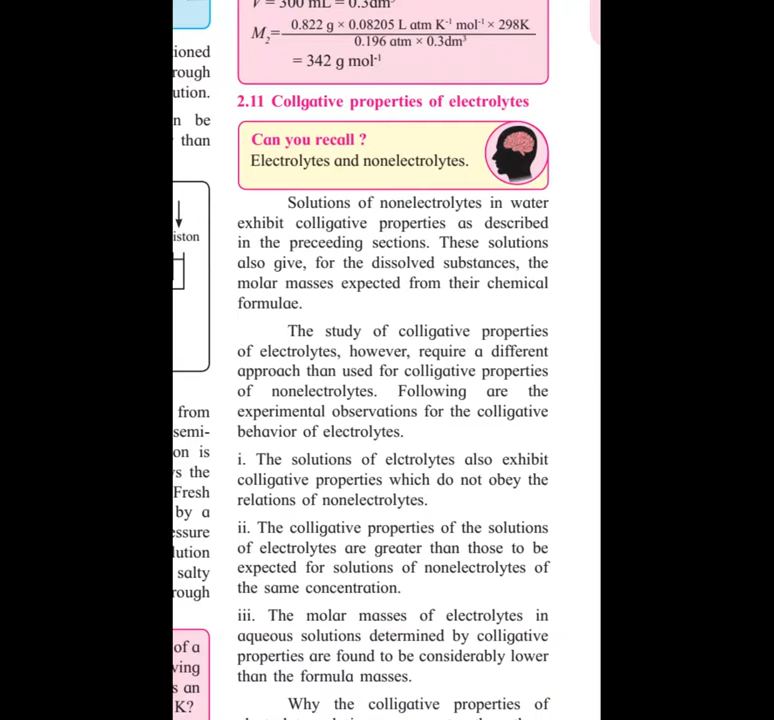 ioned
rough
ution.
n be
than
iston
from
semi-
on is
s the
Fresh
by a
essure
lution
salty
rough
of a
ving
s an
K?
V = 300 mL = 0.3dm³
M₂= 0.822 g × 0.08205 L atm K⁻¹ mol⁻¹ × 298K
0.196 atm × 0.3dm³
= 342 g mol⁻¹
2.11 Collgative properties of electrolytes
Can you recall ?
Electrolytes and nonelectrolytes.
Solutions of nonelectrolytes in water
exhibit colligative properties as described
in the preceeding sections. These solutions
also give, for the dissolved substances, the
molar masses expected from their chemical
formulae.
The study of colligative properties
of electrolytes, however, require a different
approach than used for colligative properties
of nonelectrolytes. Following are the
experimental observations for the colligative
behavior of electrolytes.
i. The solutions of elctrolytes also exhibit
colligative properties which do not obey the
relations of nonelectrolytes.
ii. The colligative properties of the solutions
of electrolytes are greater than those to be
expected for solutions of nonelectrolytes of
the same concentration.
iii. The molar masses of electrolytes in
aqueous solutions determined by colligative
properties are found to be considerably lower
than the formula masses.
Why the colligative properties of